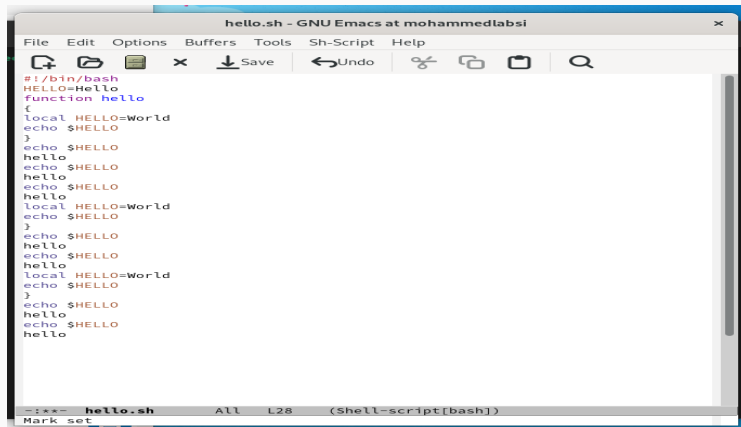 hello.sh - GNU Emacs at mohammedlabsi ×
File Edit Options Buffers Tools Sh-Script Help
Save Undo
#!/bin/bash
HELLO=Hello
function hello
{
local HELLO=World
echo $HELLO
}
echo $HELLO
hello
echo $HELLO
hello
echo $HELLO
hello
local HELLO=World
echo $HELLO
}
echo $HELLO
hello
echo $HELLO
hello
local HELLO=World
echo $HELLO
}
echo $HELLO
hello
echo $HELLO
hello
-:**- hello.sh All L28 (Shell-script[bash])
Mark set